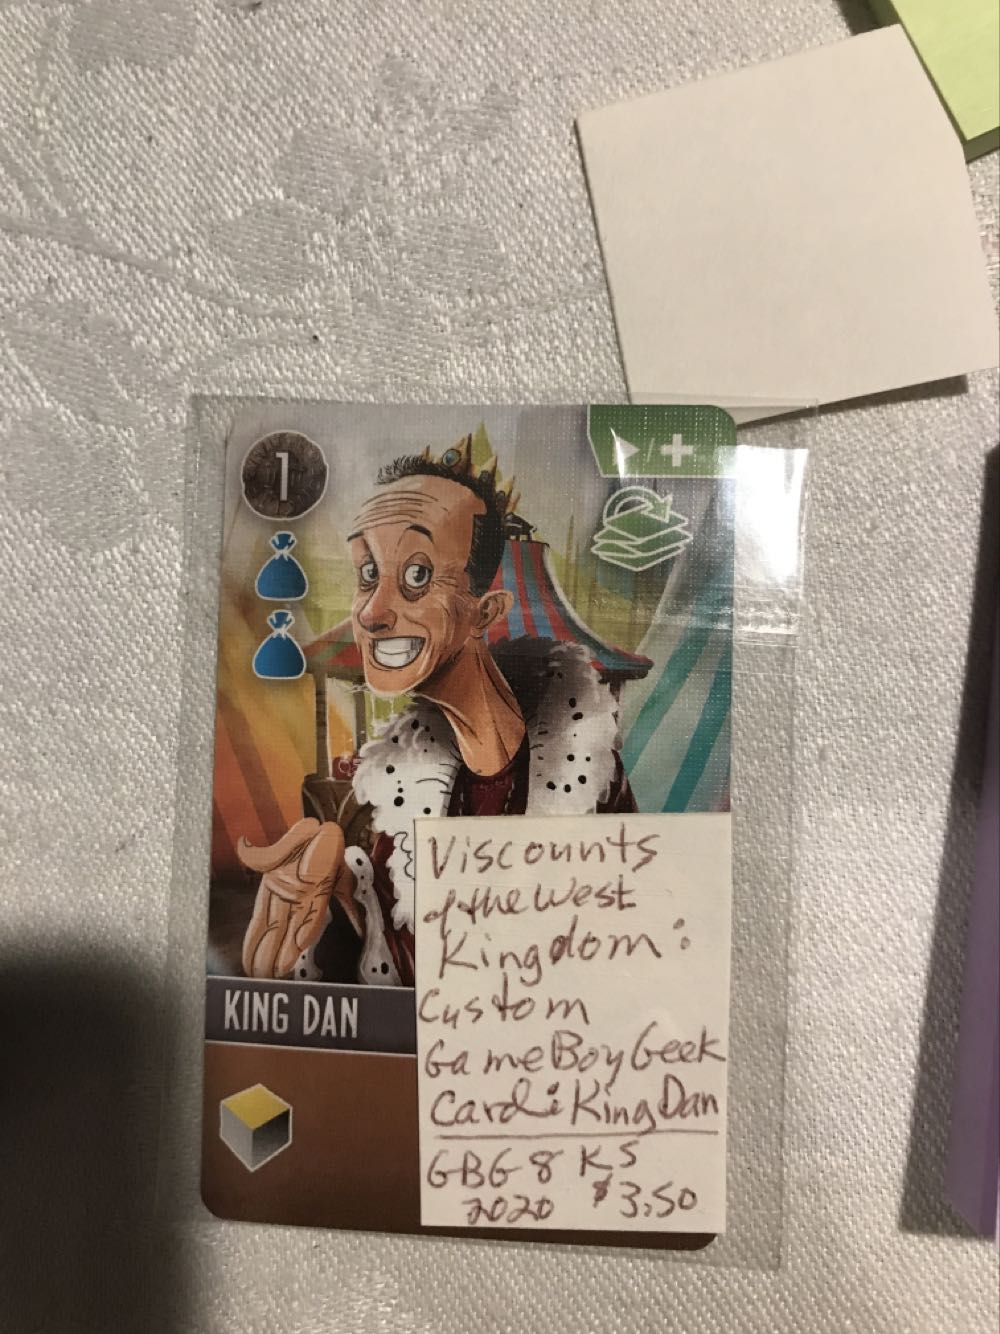 1
▶/+
KING DAN
Viscounts
of the West
Kingdom:
Custom
GameBoyGeek
Card: King Dan
GBG 8 KS
2020 $3.50